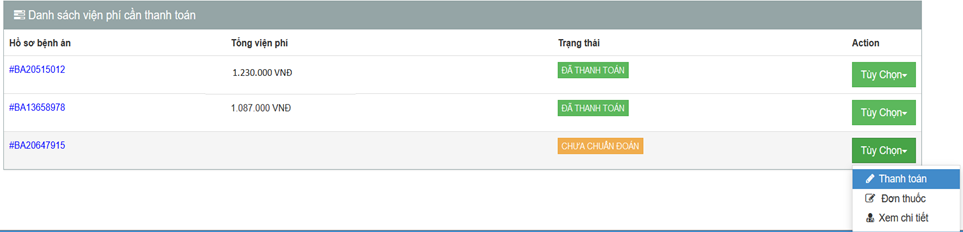 Danh sách viện phí cần thanh toán
Hồ sơ bệnh án Tổng viện phí Trạng thái Action
#BA20515012 1.230.000 VNĐ ĐÃ THANH TOÁN Tùy Chọn
#BA13658978 1.087.000 VNĐ ĐÃ THANH TOÁN Tùy Chọn
#BA20647915 CHƯA CHUẨN ĐOÁN Tùy Chọn
Thanh toán
Đơn thuốc
Xem chi tiết